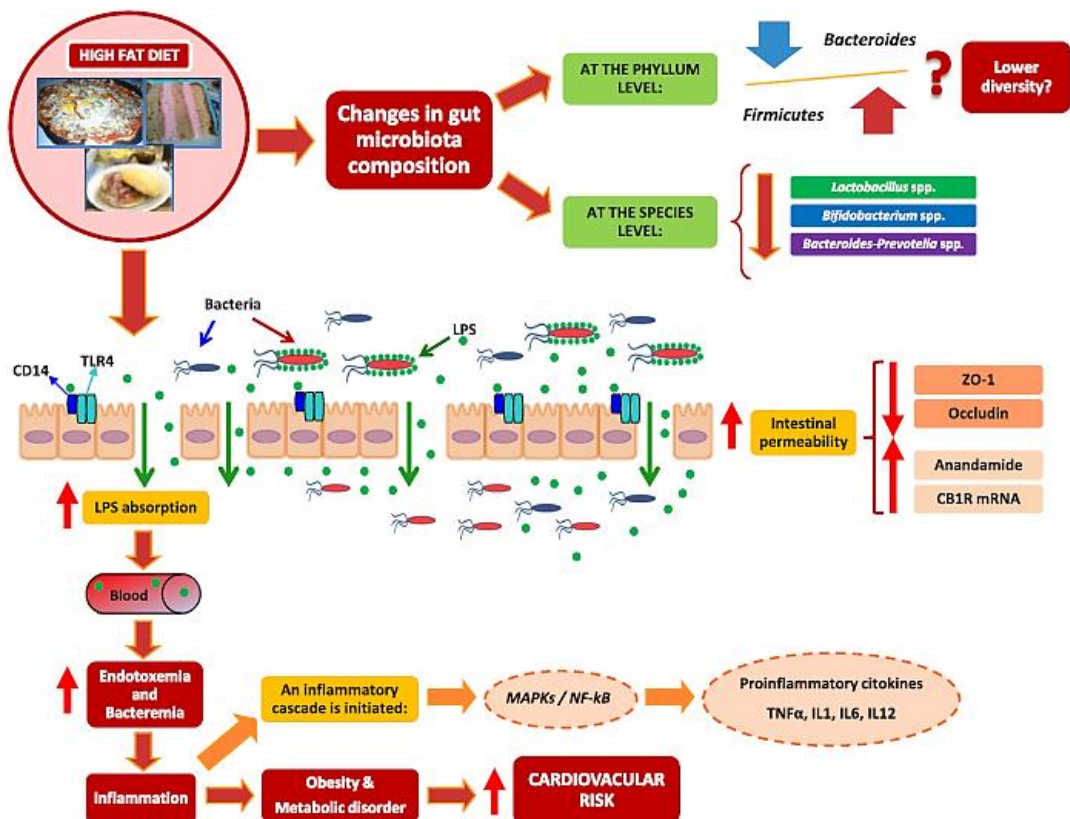 HIGH FAT DIET
Changes in gut
microbiota
composition
AT THE PHYLLUM
LEVEL:
Bacteroides
Firmicutes
?
Lower
diversity?
AT THE SPECIES
LEVEL:
Lactobacillus spp.
Bifidobacterium spp.
Bacteroides-Prevotella spp.
Bacteria
LPS
CD14
TLR4
Intestinal
permeability
ZO-1
Occludin
Anandamide
CB1R mRNA
LPS absorption
Blood
Endotoxemia
and
Bacteremia
An inflammatory
cascade is initiated:
MAPKs / NF-kB
Proinflammatory citokines
TNFα, IL1, IL6, IL12
Inflammation
Obesity &
Metabolic disorder
CARDIOVACULAR
RISK